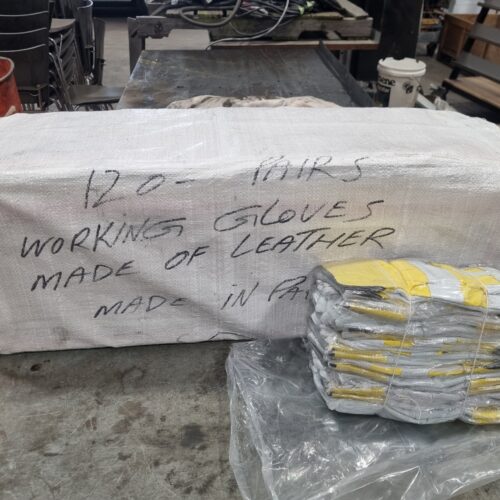 120- PAIRS
WORKING GLOVES
MADE OF LEATHER
MADE IN